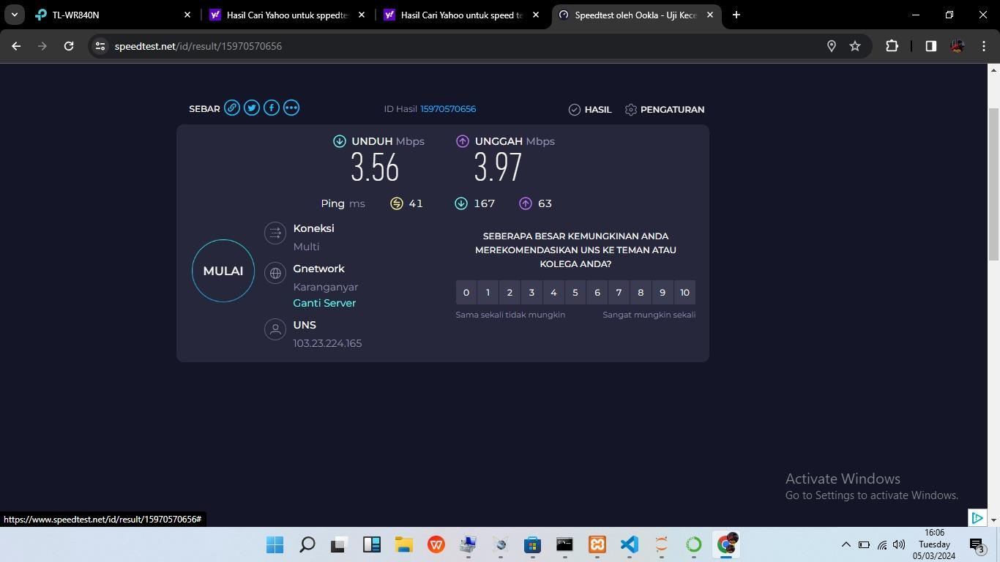 TL-WR840N
Hasil Cari Yahoo untuk sppedtes
Hasil Cari Yahoo untuk speed te
Speedtest oleh Ookla - Uji Kece
speedtest.net/id/result/15970570656
SEBAR
ID Hasil 15970570656
HASIL
PENGATURAN
UNDUH Mbps
UNGGAH Mbps
3.56
3.97
Ping ms
41
167
63
MULAI
Koneksi
Multi
Gnetwork
Karanganyar
Ganti Server
UNS
103.23.224.165
SEBERAPA BESAR KEMUNGKINAN ANDA
MEREKOMENDASIKAN UNS KE TEMAN ATAU
KOLEGA ANDA?
0 1 2 3 4 5 6 7 8 9 10
Sama sekali tidak mungkin
Sangat mungkin sekali
Activate Windows
Go to Settings to activate Windows.
https://www.speedtest.net/id/result/15970570656#
16:06
Tuesday
05/03/2024
3